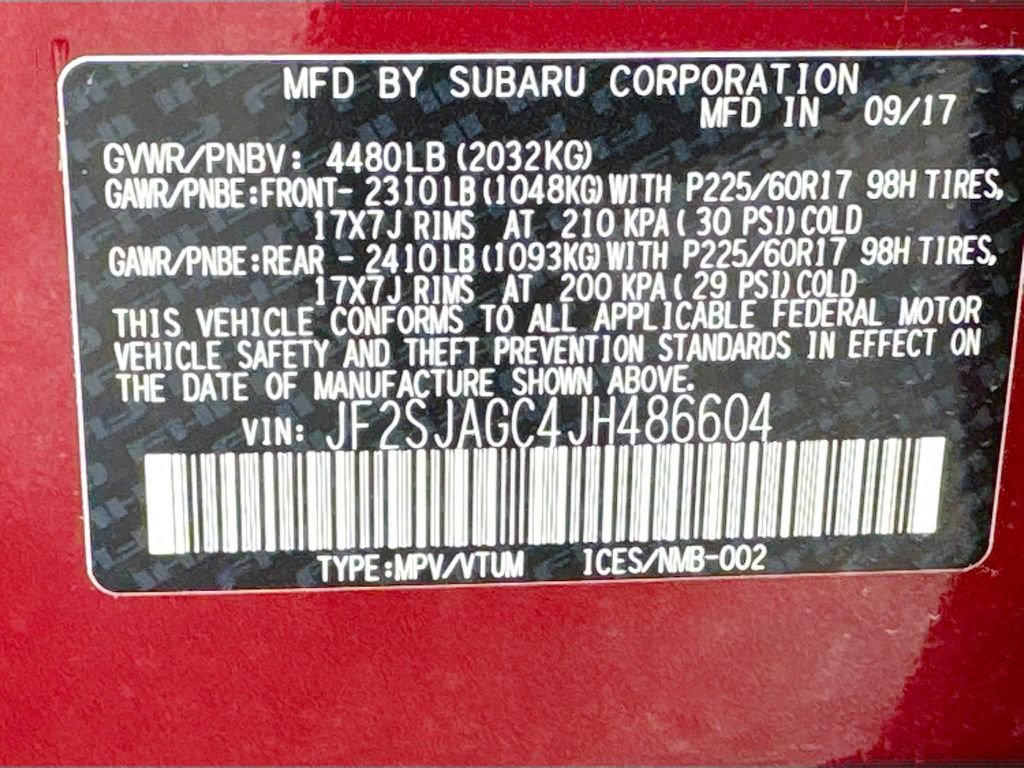 MFD BY SUBARU CORPORATION
MFD IN 09/17
GVWR/PNBV: 4480LB (2032KG)
GAWR/PNBE:FRONT- 2310LB (1048KG) WITH P225/60R17 98H TIRES,
17X7J RIMS AT 210 KPA ( 30 PSI) COLD
GAWR/PNBE:REAR - 2410LB (1093KG) WITH P225/60R17 98H TIRES,
17X7J RIMS AT 200 KPA ( 29 PSI) COLD
THIS VEHICLE CONFORMS TO ALL APPLICABLE FEDERAL MOTOR
VEHICLE SAFETY AND THEFT PREVENTION STANDARDS IN EFFECT ON
THE DATE OF MANUFACTURE SHOWN ABOVE.
VIN: JF2SJAGC4JH486604
TYPE:MPV/VTUM ICES/NMB-002